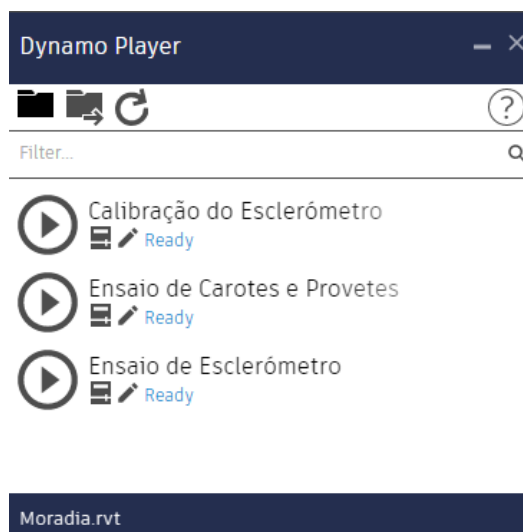 Dynamo Player
?
Filter...
Calibração do Esclerómetro
Ready
Ensaio de Carotes e Provetes
Ready
Ensaio de Esclerómetro
Ready
Moradia.rvt